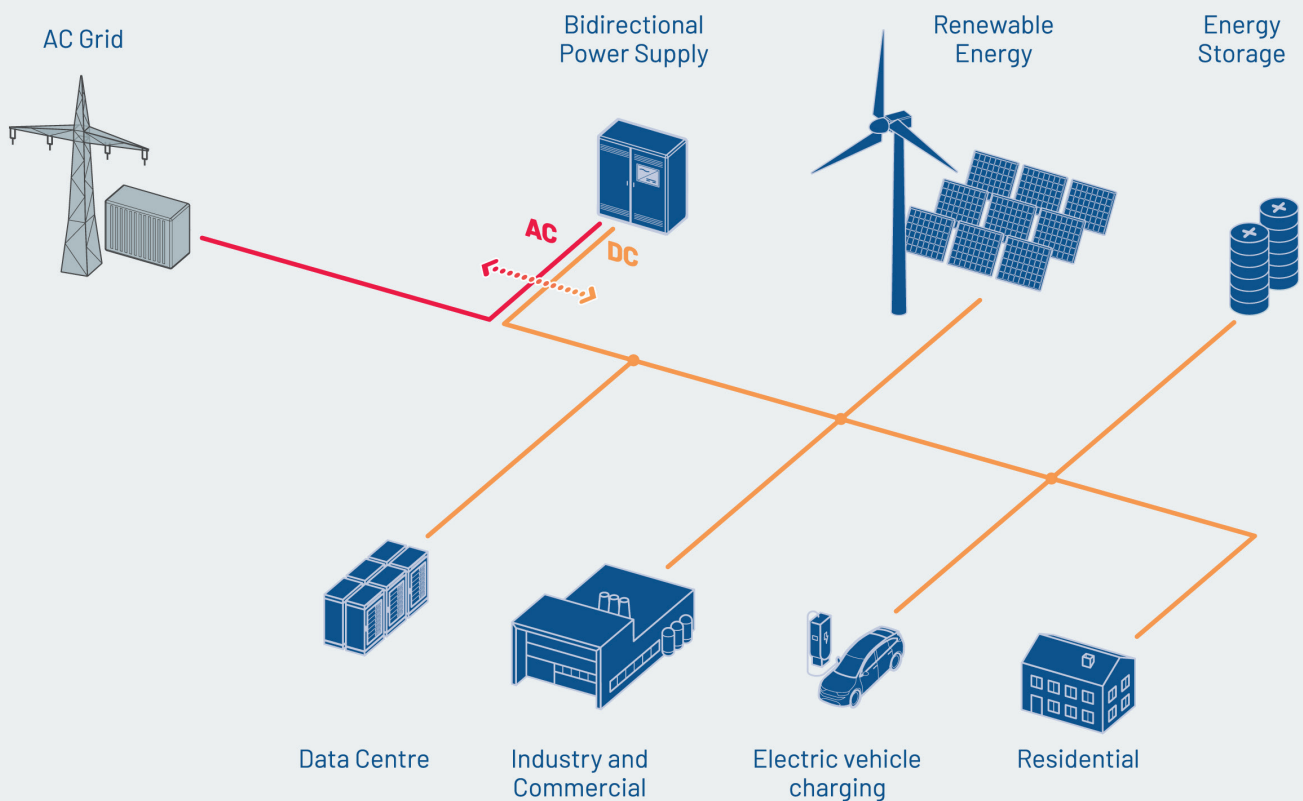 AC Grid
Bidirectional
Power Supply
Renewable
Energy
Energy
Storage
AC
DC
Data Centre
Industry and
Commercial
Electric vehicle
charging
Residential